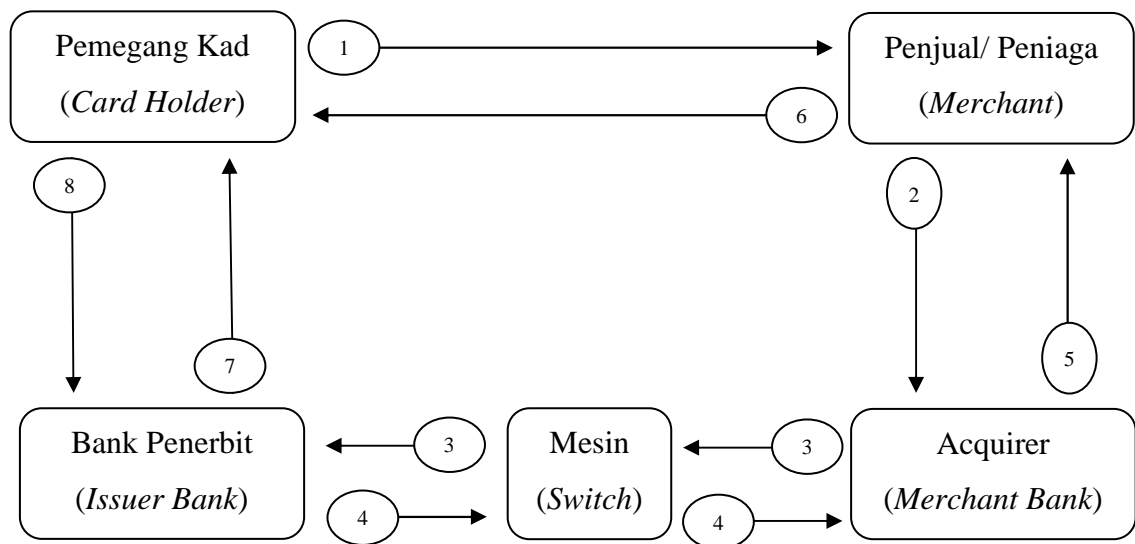 Pemegang Kad
(Card Holder)
1
Penjual/ Peniaga
(Merchant)
6
8
2
7
5
Bank Penerbit
(Issuer Bank)
3
4
Mesin
(Switch)
3
4
Acquirer
(Merchant Bank)